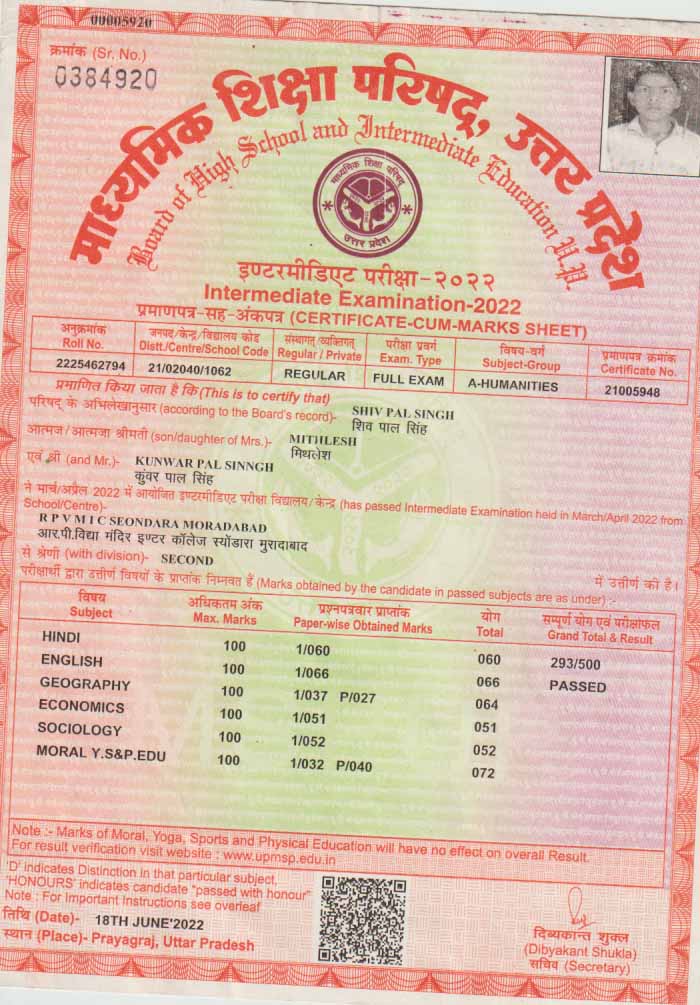 00005920
क्रमांक (Sr. No.)
0384920
माध्यमिक शिक्षा परिषद्, उत्तर प्रदेश
Board of High School and Intermediate Education U.P.
माध्यमिक शिक्षा परिषद्
उत्तर प्रदेश
इण्टरमीडिएट परीक्षा-२०२२
Intermediate Examination-2022
प्रमाणपत्र-सह-अंकपत्र (CERTIFICATE-CUM-MARKS SHEET)
अनुक्रमांक जनपद/केन्द्र/विद्यालय कोड संस्थागत/व्यक्तिगत परीक्षा प्रवर्ग विषय-वर्ग प्रमाणपत्र क्रमांक
Roll No. Distt./Centre/School Code Regular / Private Exam. Type Subject-Group Certificate No.
2225462794 21/02040/1062 REGULAR FULL EXAM A-HUMANITIES 21005948
प्रमाणित किया जाता है कि (This is to certify that)
परिषद् के अभिलेखानुसार (according to the Board's record)- SHIV PAL SINGH
शिव पाल सिंह
आत्मज/आत्मजा श्रीमती (son/daughter of Mrs.)- MITHLESH
मिथलेश
एवं श्री (and Mr.)- KUNWAR PAL SINNGH
कुंवर पाल सिंह
ने मार्च/अप्रैल 2022 में आयोजित इण्टरमीडिएट परीक्षा विद्यालय/केन्द्र (has passed Intermediate Examination held in March/April 2022 from
School/Centre)-
R P V M I C SEONDARA MORADABAD
आर.पी.विद्या मंदिर इण्टर कॉलेज स्योंडारा मुरादाबाद
से श्रेणी (with division)- SECOND में उत्तीर्ण की है।
परीक्षार्थी द्वारा उत्तीर्ण विषयों के प्राप्तांक निम्नवत हैं (Marks obtained by the candidate in passed subjects are as under) :-
विषय अधिकतम अंक प्रश्नपत्रवार प्राप्तांक योग सम्पूर्ण योग एवं परीक्षाफल
Subject Max. Marks Paper-wise Obtained Marks Total Grand Total & Result
HINDI 100 1/060 060 293/500
ENGLISH 100 1/066 066 PASSED
GEOGRAPHY 100 1/037 P/027 064
ECONOMICS 100 1/051 051
SOCIOLOGY 100 1/052 052
MORAL Y.S&P.EDU 100 1/032 P/040 072
Note :- Marks of Moral, Yoga, Sports and Physical Education will have no effect on overall Result.
For result verification visit website : www.upmsp.edu.in
'D' indicates Distinction in that particular subject,
'HONOURS' indicates candidate "passed with honour"
Note : For Important Instructions see overleaf
तिथि (Date)- 18TH JUNE'2022
स्थान (Place)- Prayagraj, Uttar Pradesh
दिब्यकान्त शुक्ल
(Dibyakant Shukla)
सचिव (Secretary)